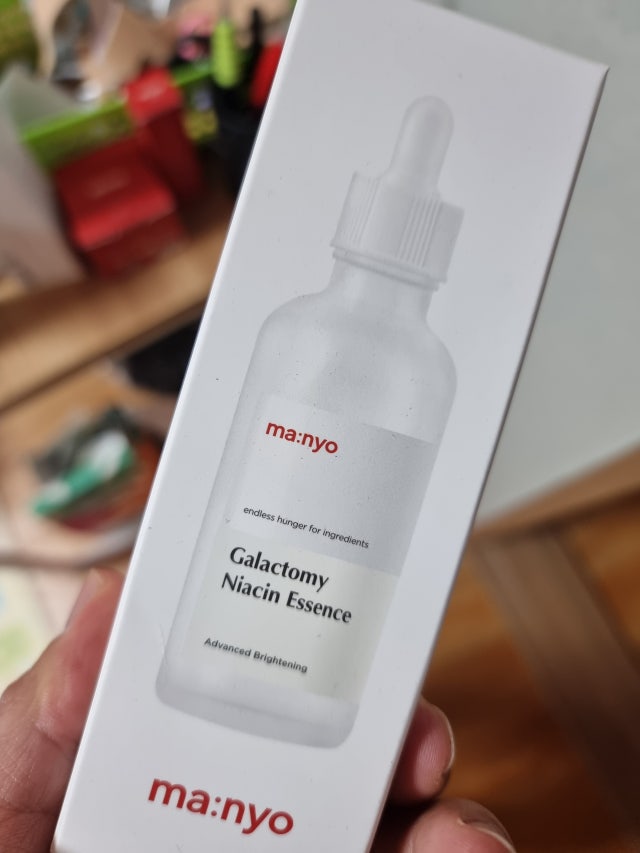 ma:nyo
endless hunger for ingredients
Galactomy
Niacin Essence
Advanced Brightening
ma:nyo